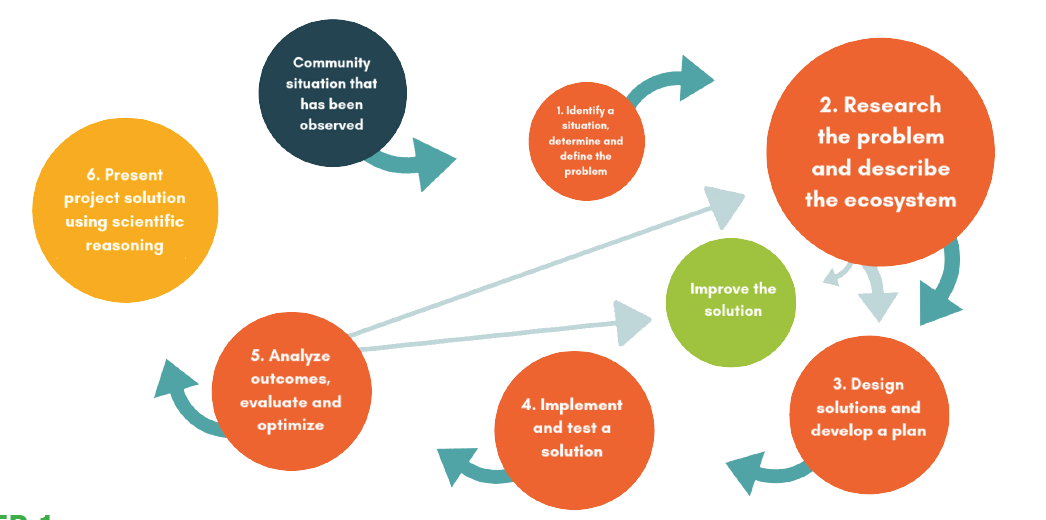 Community
situation that
has been
observed
1. Identify a
situation,
determine and
define the
problem
2. Research
the problem
and describe
the ecosystem
Improve the
solution
3. Design
solutions and
develop a plan
4. Implement
and test a
solution
5. Analyze
outcomes,
evaluate and
optimize
6. Present
project solution
using scientific
reasoning